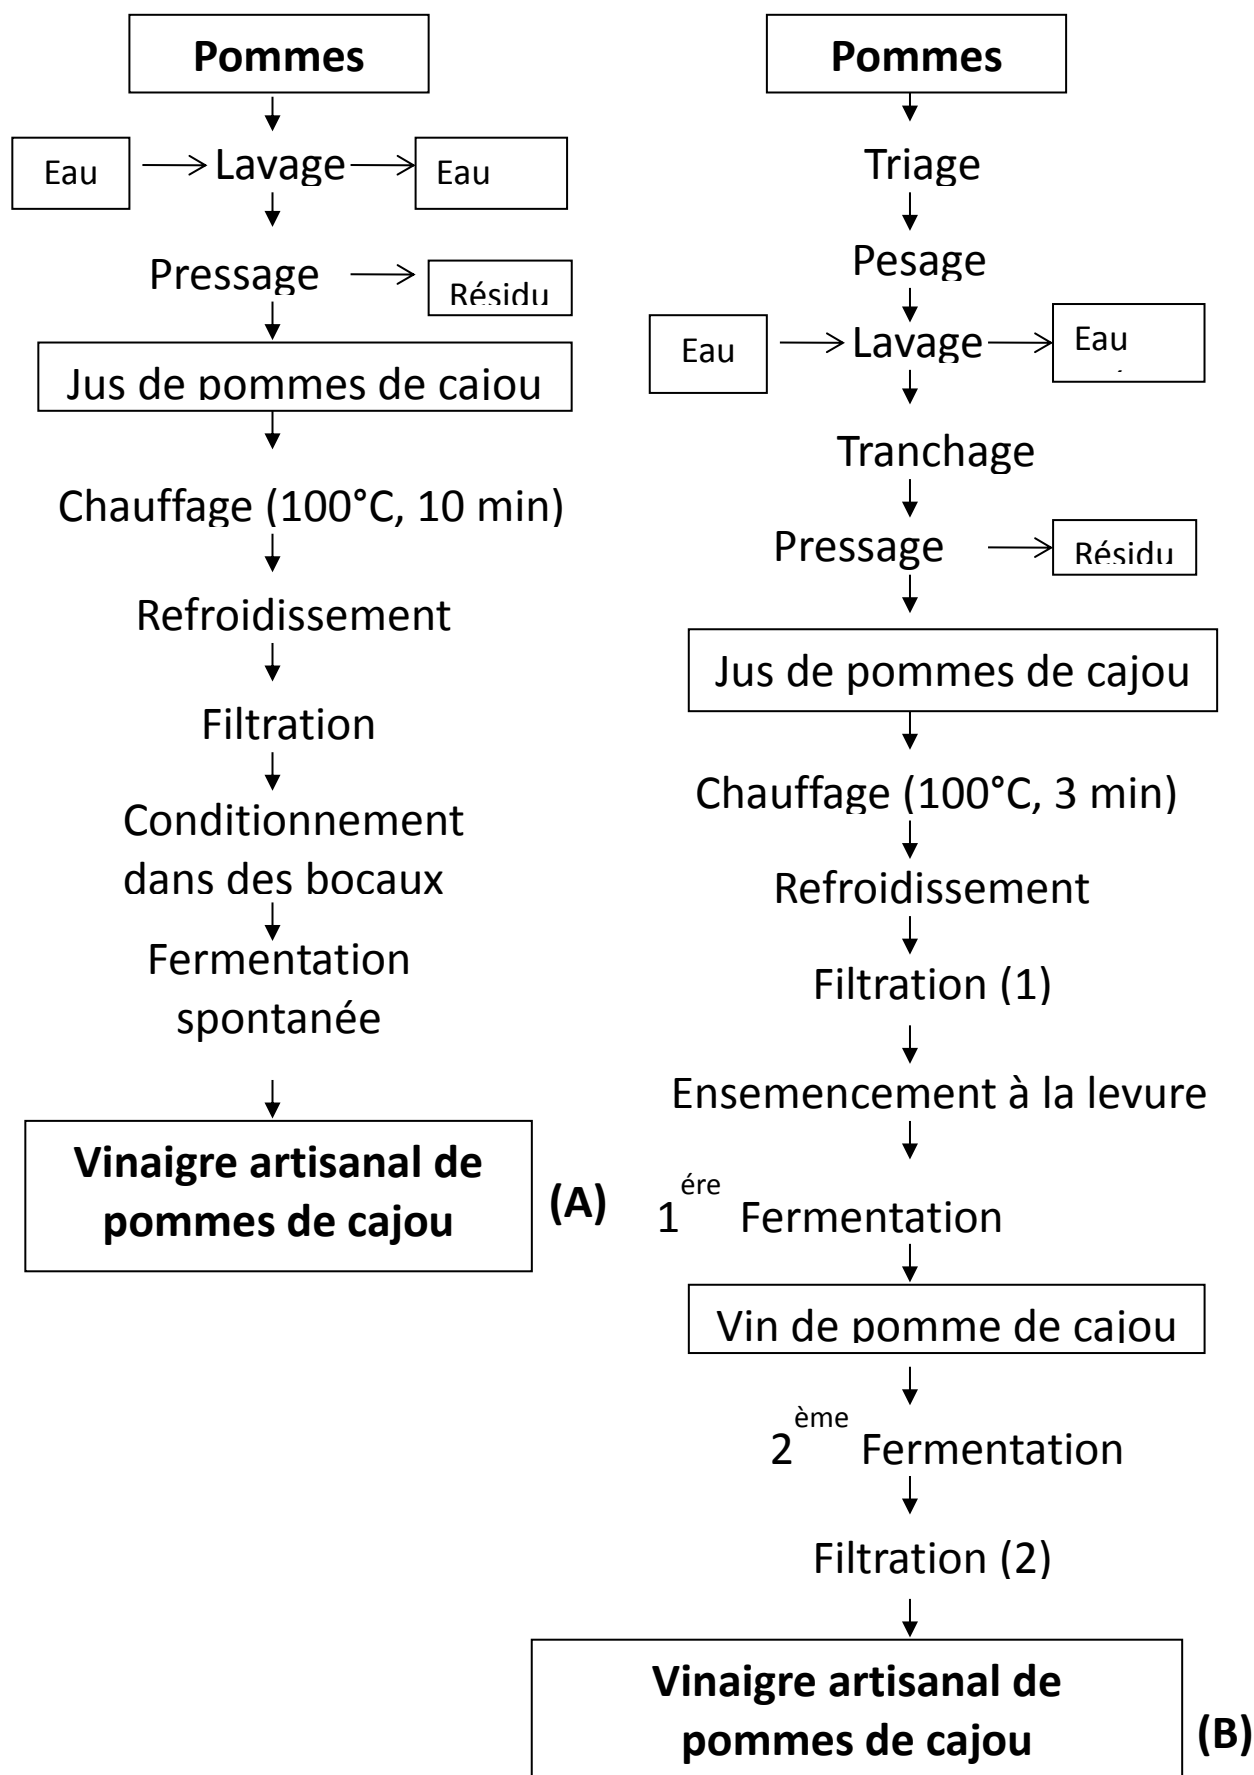 Pommes
Eau
Lavage
Eau
Pressage
Résidu
Jus de pommes de cajou
Chauffage (100°C, 10 min)
Refroidissement
Filtration
Conditionnement
dans des bocaux
Fermentation
spontanée
Vinaigre artisanal de
pommes de cajou
(A)
Pommes
Triage
Pesage
Eau
Lavage
Eau
Tranchage
Pressage
Résidu
Jus de pommes de cajou
Chauffage (100°C, 3 min)
Refroidissement
Filtration (1)
Ensemencement à la levure
1ére Fermentation
Vin de pomme de cajou
2ème Fermentation
Filtration (2)
Vinaigre artisanal de
pommes de cajou
(B)